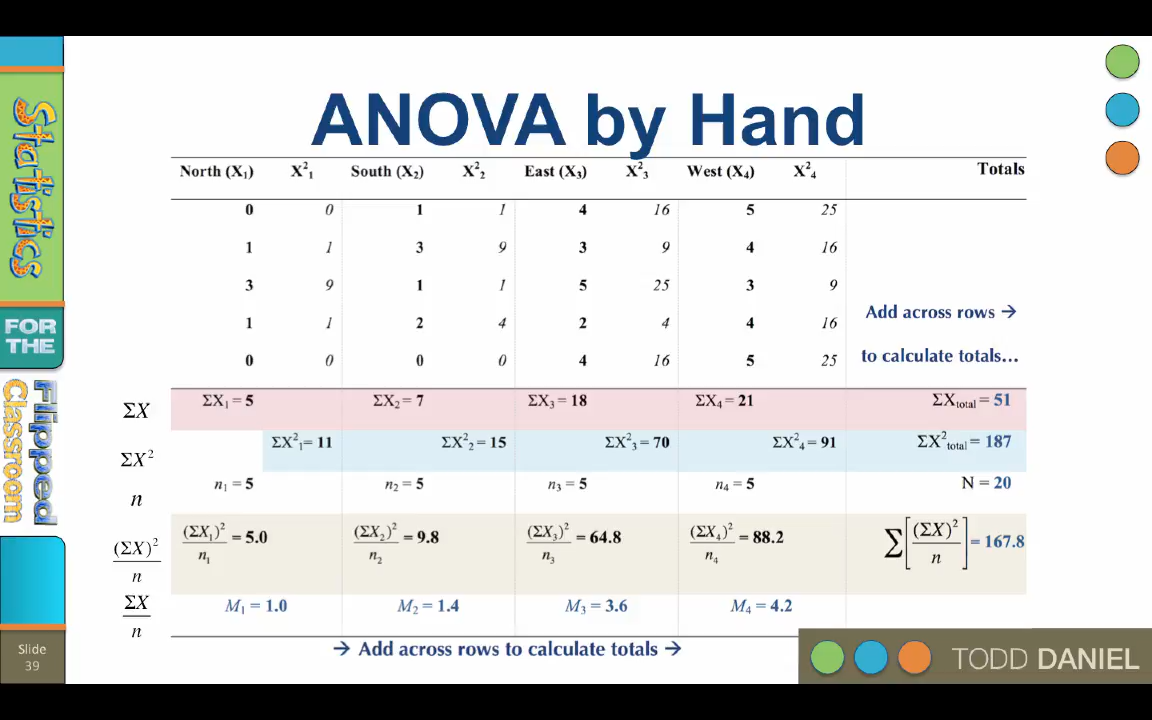 ANOVA by Hand
North (X₁) X²₁ South (X₂) X²₂ East (X₃) X²₃ West (X₄) X²₄ Totals
0 0 1 1 4 16 5 25
1 1 3 9 3 9 4 16
3 9 1 1 5 25 3 9
1 1 2 4 2 4 4 16
0 0 0 0 4 16 5 25
Add across rows →
to calculate totals...
ΣX ΣX₁ = 5 ΣX₂ = 7 ΣX₃ = 18 ΣX₄ = 21 ΣXtotal = 51
ΣX² ΣX²₁= 11 ΣX²₂ = 15 ΣX²₃ = 70 ΣX²₄ = 91 ΣX²total = 187
n n₁ = 5 n₂ = 5 n₃ = 5 n₄ = 5 N = 20
(ΣX)²/n (ΣX₁)²/n₁ = 5.0 (ΣX₂)²/n₂ = 9.8 (ΣX₃)²/n₃ = 64.8 (ΣX₄)²/n₄ = 88.2 Σ[(ΣX)²/n] = 167.8
ΣX/n M₁ = 1.0 M₂ = 1.4 M₃ = 3.6 M₄ = 4.2
→ Add across rows to calculate totals →
Statistics
FOR THE
Flipped
Classroom
Slide
39
TODD DANIEL